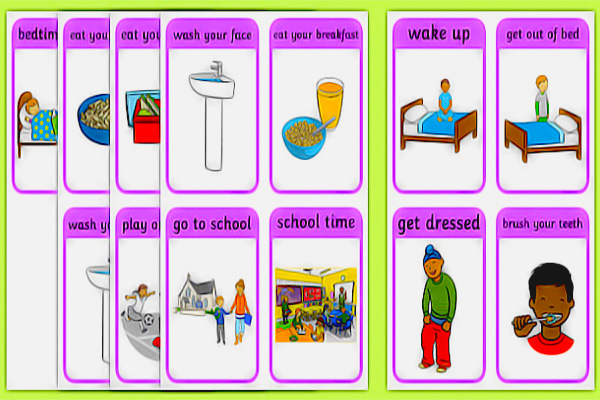 bedtim
eat you
eat you
wash your face
eat your breakfast
wake up
get out of bed
wash yo
play o
go to school
school time
get dressed
brush your teeth